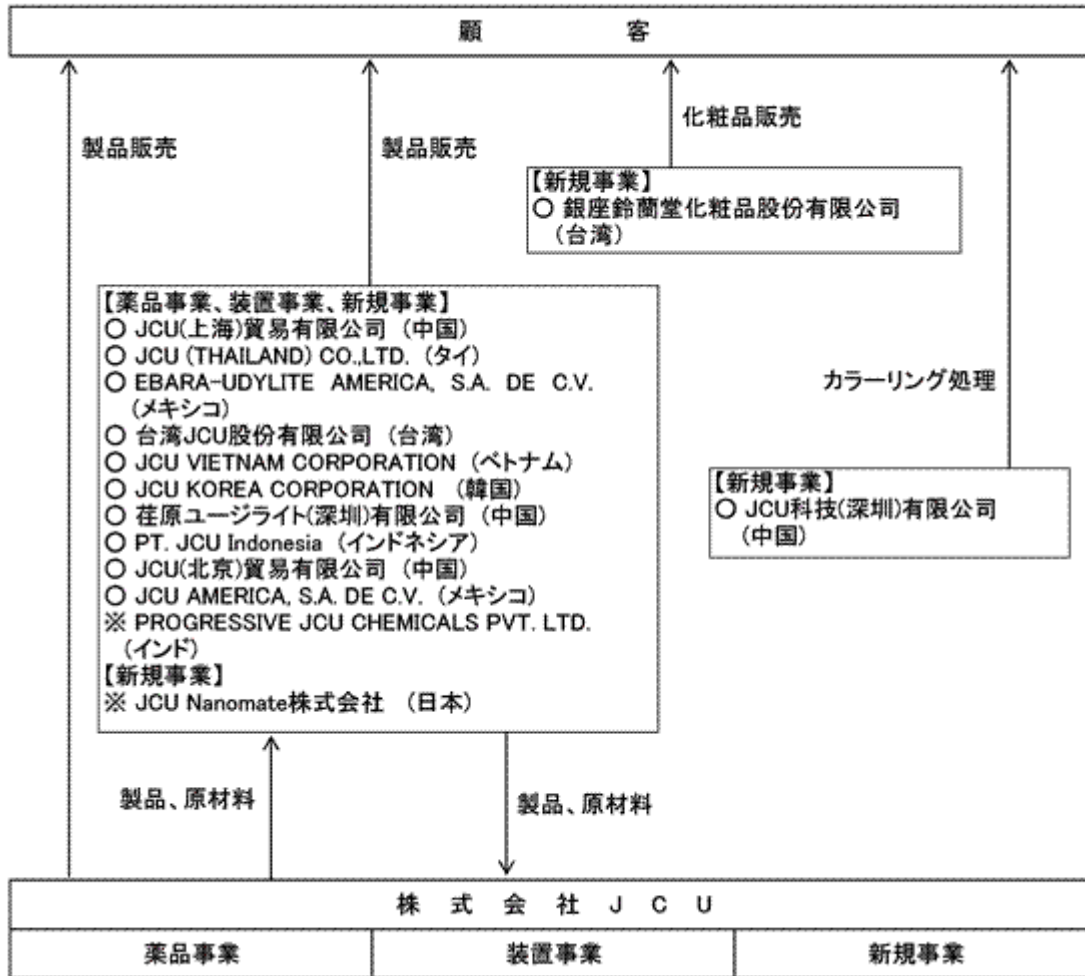 顧 客
製品販売
製品販売
化粧品販売
【新規事業】
○ 銀座鈴蘭堂化粧品股份有限公司
(台湾)
【薬品事業、装置事業、新規事業】
○ JCU(上海)貿易有限公司 (中国)
○ JCU (THAILAND) CO.,LTD. (タイ)
○ EBARA-UDYLITE AMERICA, S.A. DE C.V.
(メキシコ)
○ 台湾JCU股份有限公司 (台湾)
○ JCU VIETNAM CORPORATION (ベトナム)
○ JCU KOREA CORPORATION (韓国)
○ 荏原ユージライト(深圳)有限公司 (中国)
○ PT. JCU Indonesia (インドネシア)
○ JCU(北京)貿易有限公司 (中国)
○ JCU AMERICA, S.A. DE C.V. (メキシコ)
※ PROGRESSIVE JCU CHEMICALS PVT. LTD.
(インド)
【新規事業】
※ JCU Nanomate株式会社 (日本)
カラーリング処理
【新規事業】
○ JCU科技(深圳)有限公司
(中国)
製品、原材料
製品、原材料
株 式 会 社 J C U
薬品事業
装置事業
新規事業